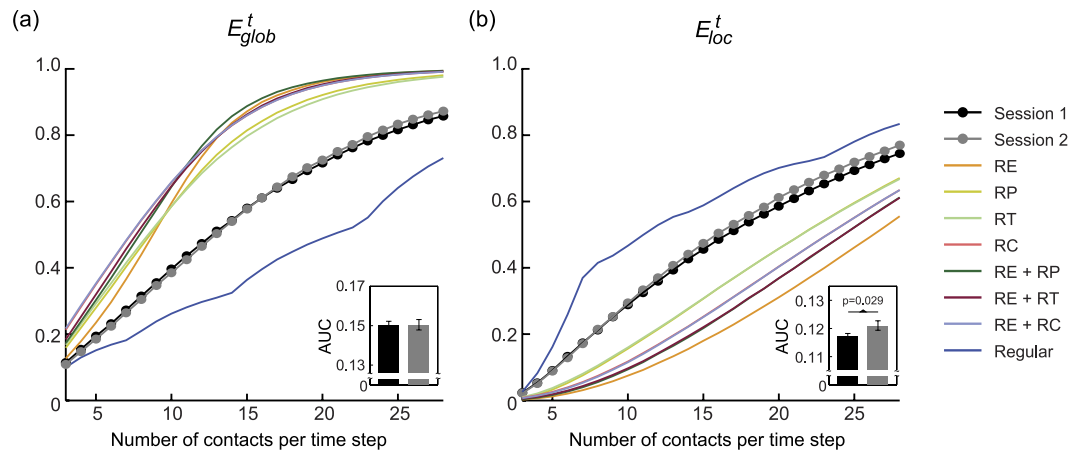 (a)
E^t_glob
1.0
0.8
0.6
0.4
0.2
0
5
10
15
20
25
Number of contacts per time step
0.17
0.15
0.13
0
AUC
(b)
E^t_loc
1.0
0.8
0.6
0.4
0.2
0
5
10
15
20
25
Number of contacts per time step
p=0.029
0.13
0.12
0.11
0
AUC
Session 1
Session 2
RE
RP
RT
RC
RE + RP
RE + RT
RE + RC
Regular